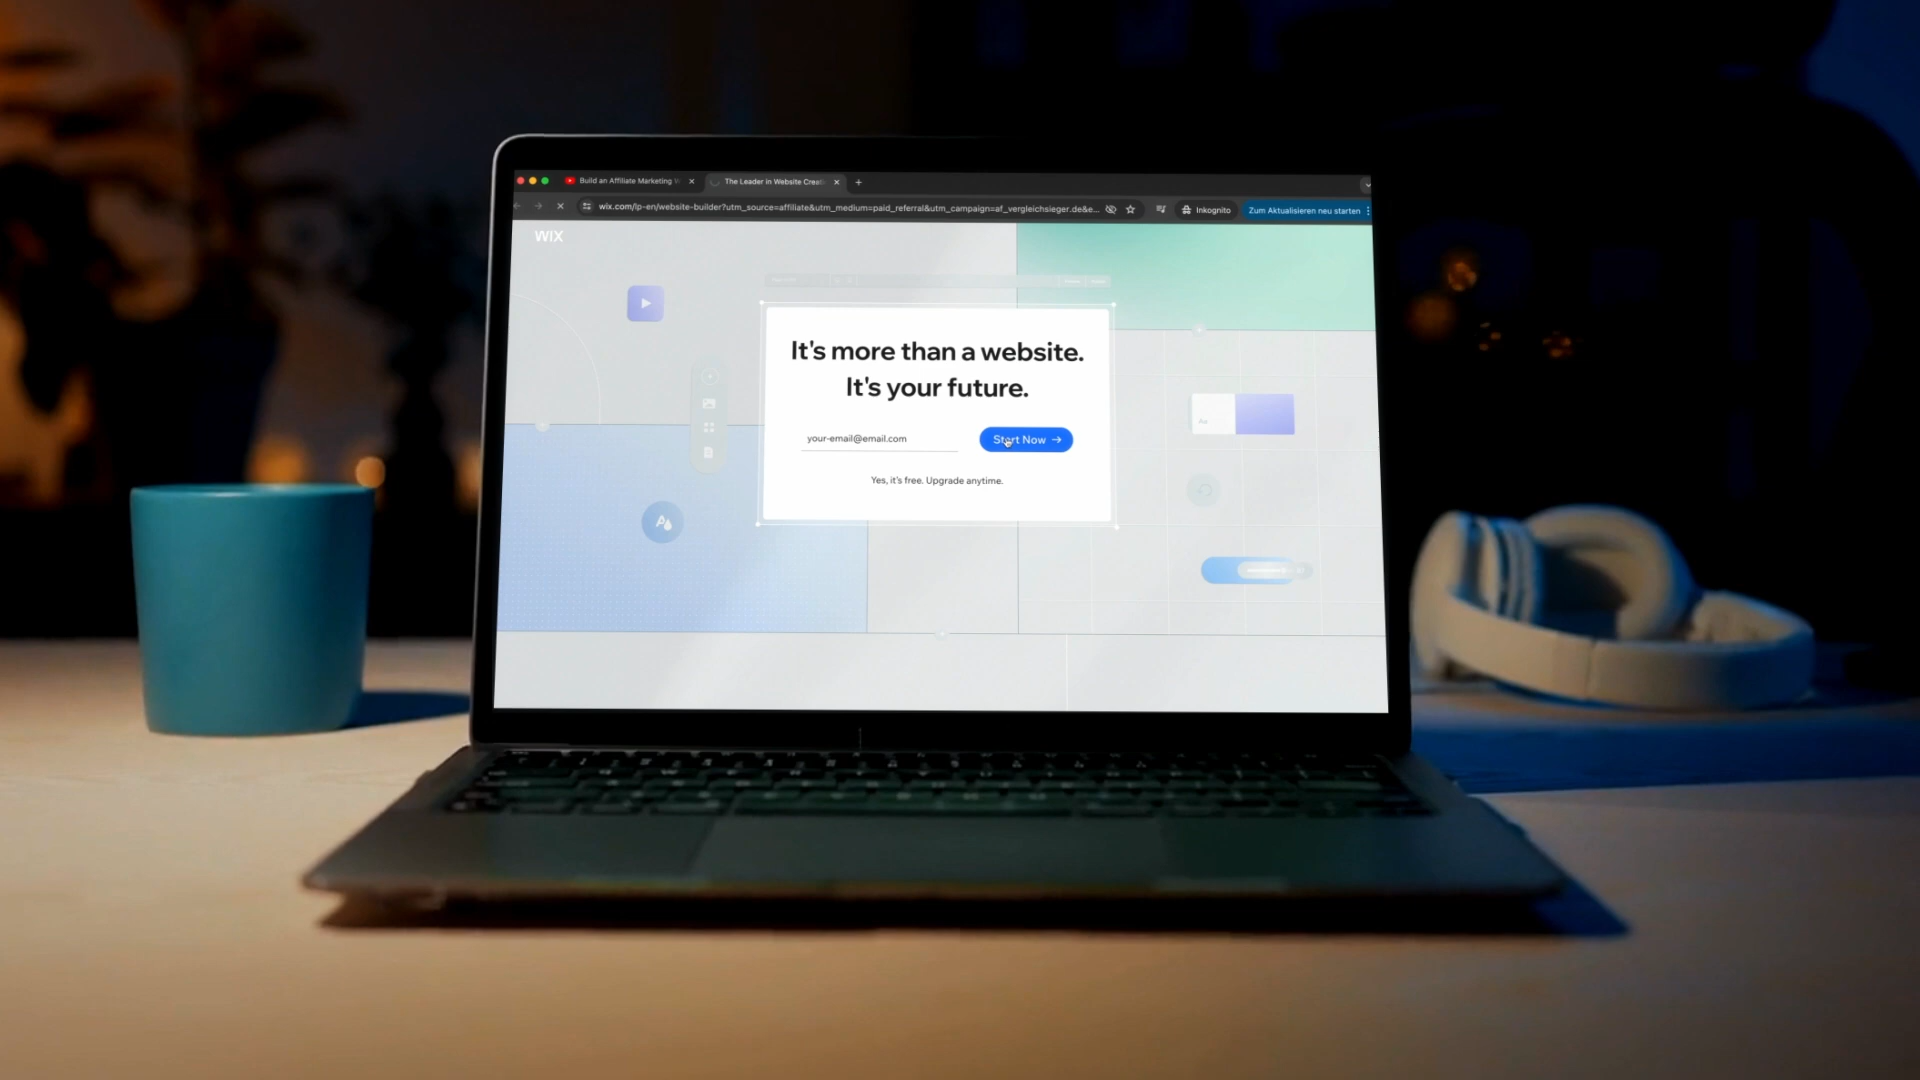 Build an Affiliate Marketing
The Leader in Website Creati
wix.com/lp-en/website-builder?utm_source=affiliate&utm_medium=paid_referral&utm_campaign=af_vergleichsieger.de&e...
Inkognito
Zum Aktualisieren neu starten
WIX
It's more than a website.
It's your future.
your-email@email.com
Start Now →
Yes, it's free. Upgrade anytime.
Aa